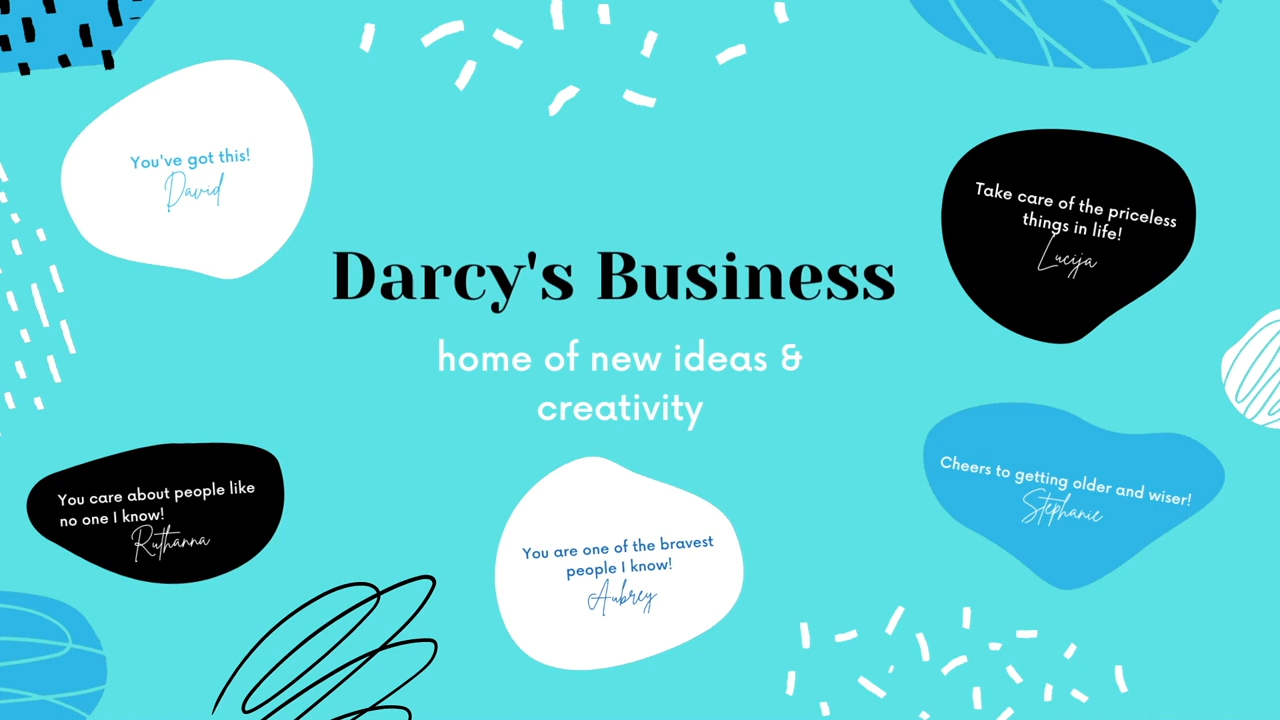 You've got this!
David
Take care of the priceless
things in life!
Lucija
Darcy's Business
home of new ideas &
creativity
You care about people like
no one I know!
Ruthanna
You are one of the bravest
people I know!
Aubrey
Cheers to getting older and wiser!
Stephanie